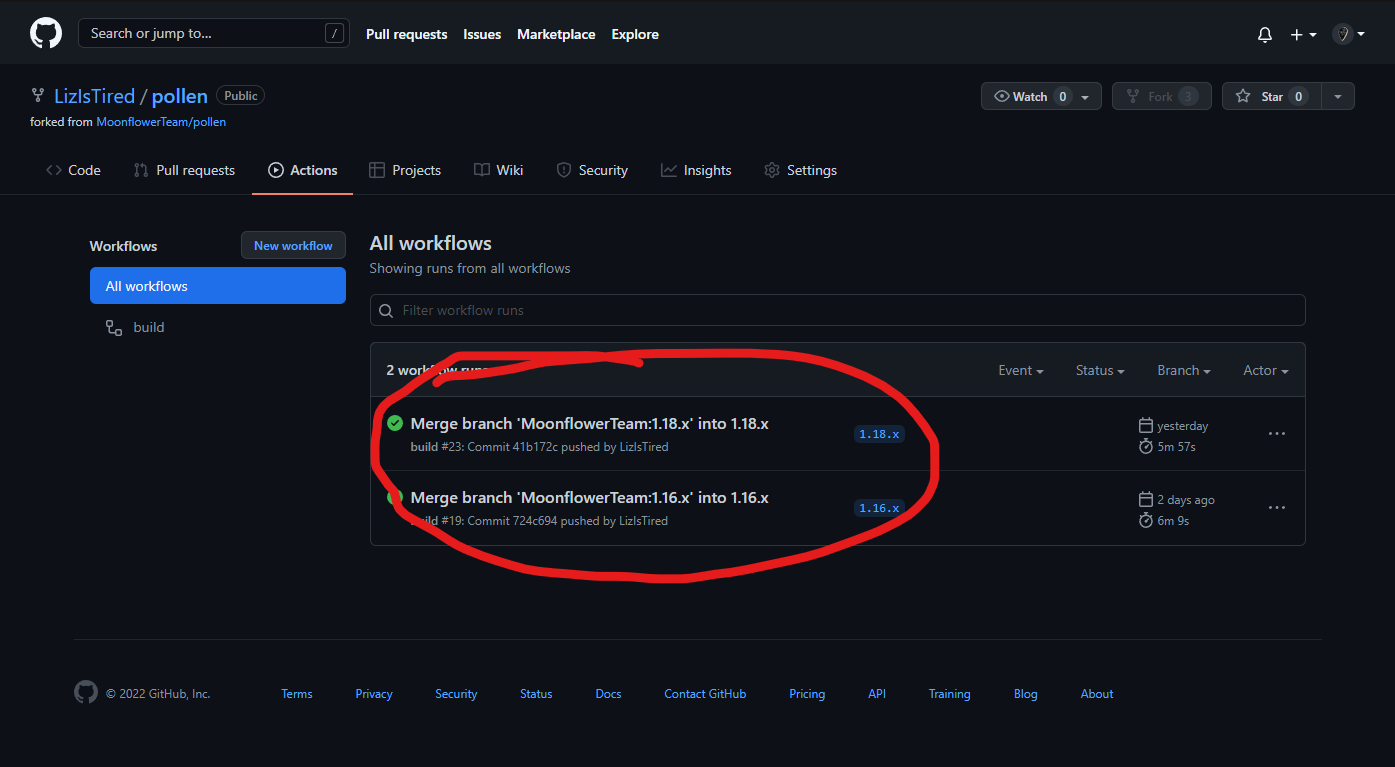 Search or jump to... /
Pull requests Issues Marketplace Explore
LizIsTired / pollen Public
Watch 0 Fork 3 Star 0
forked from MoonflowerTeam/pollen
Code Pull requests Actions Projects Wiki Security Insights Settings
Workflows New workflow
All workflows
build
All workflows
Showing runs from all workflows
Filter workflow runs
2 workflow runs Event Status Branch Actor
Merge branch 'MoonflowerTeam:1.18.x' into 1.18.x
build #23: Commit 41b172c pushed by LizIsTired
1.18.x
yesterday
5m 57s
Merge branch 'MoonflowerTeam:1.16.x' into 1.16.x
build #19: Commit 724c694 pushed by LizIsTired
1.16.x
2 days ago
6m 9s
© 2022 GitHub, Inc. Terms Privacy Security Status Docs Contact GitHub Pricing API Training Blog About